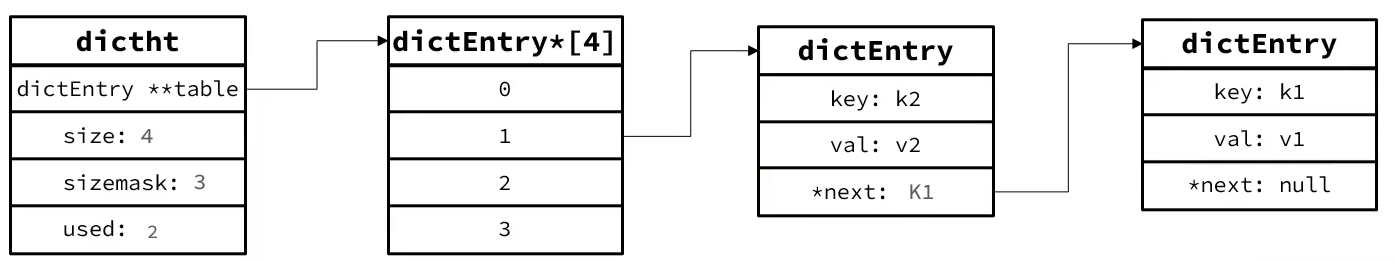 dictht
dictEntry **table
size: 4
sizemask: 3
used: 2
dictEntry*[4]
0
1
2
3
dictEntry
key: k2
val: v2
*next: K1
dictEntry
key: k1
val: v1
*next: null